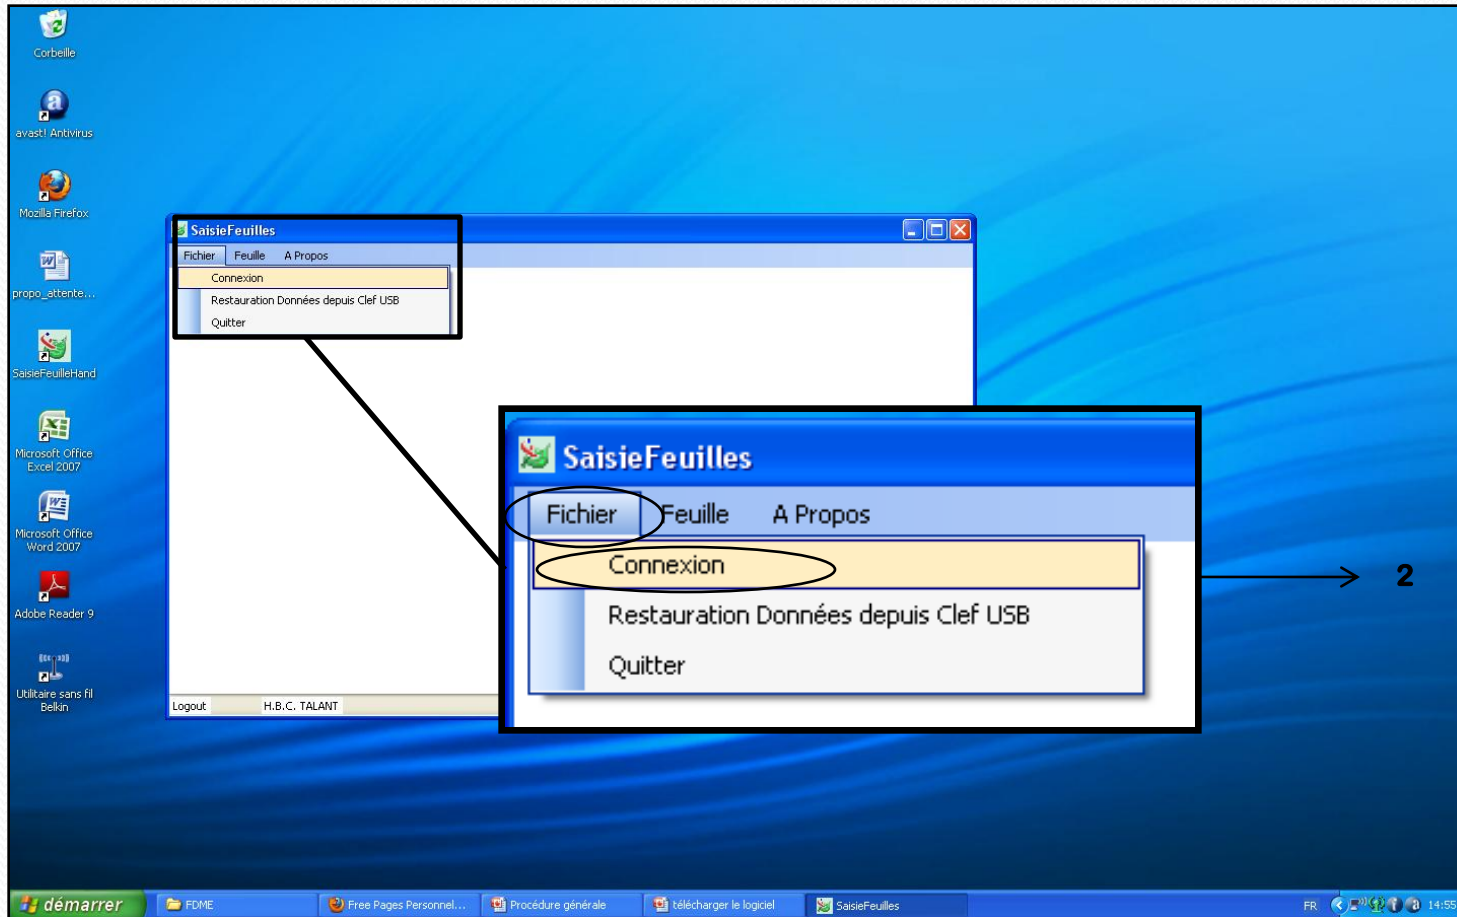 Corbeille
avast! Antivirus
Mozilla Firefox
propo_attente...
SaisieFeuilleHand
Microsoft Office
Excel 2007
Microsoft Office
Word 2007
Adobe Reader 9
Utilitaire sans fil
Belkin
SaisieFeuilles
Fichier Feuille A Propos
Connexion
Restauration Données depuis Clef USB
Quitter
Logout H.B.C. TALANT
SaisieFeuilles
Fichier Feuille A Propos
Connexion
Restauration Données depuis Clef USB
Quitter
2
démarrer FDME Free Pages Personnel... Procédure générale télécharger le logiciel SaisieFeuilles FR 14:55